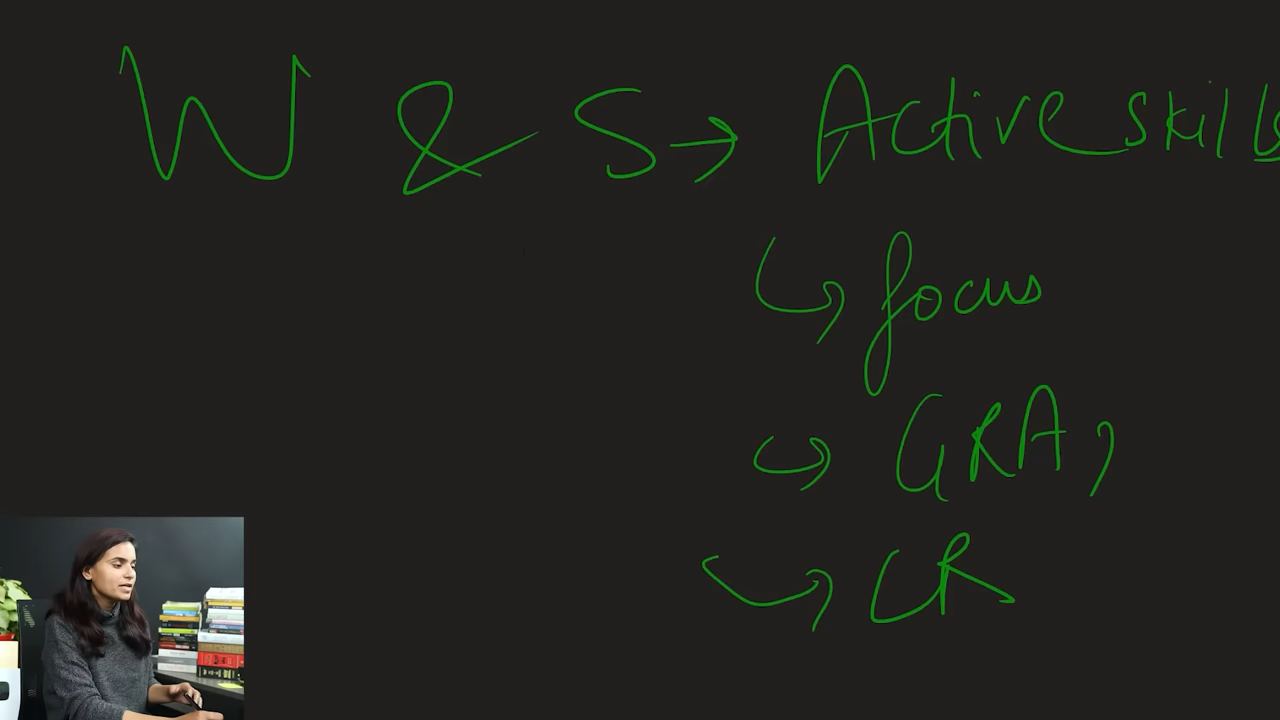 W & S → Active skills
↪ focus
↪ GRA,
↪ LR